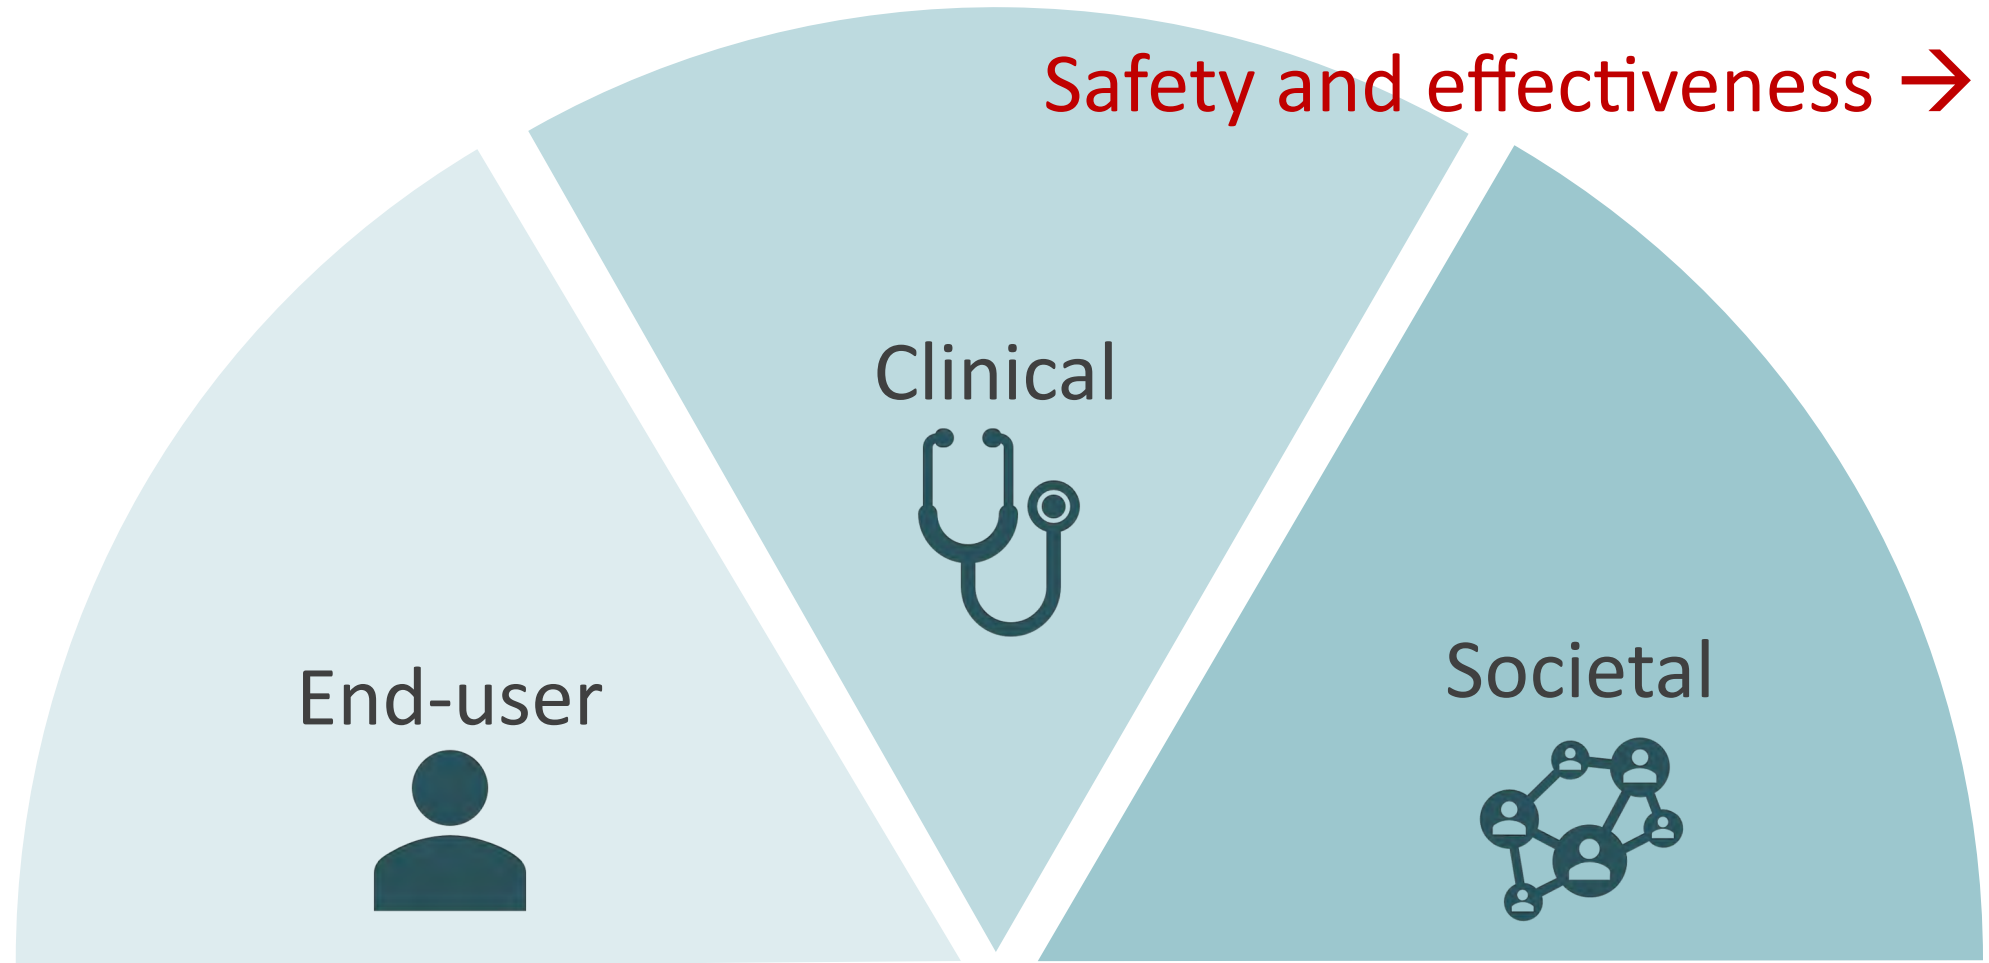 Safety and effectiveness →
Clinical
End-user
Societal